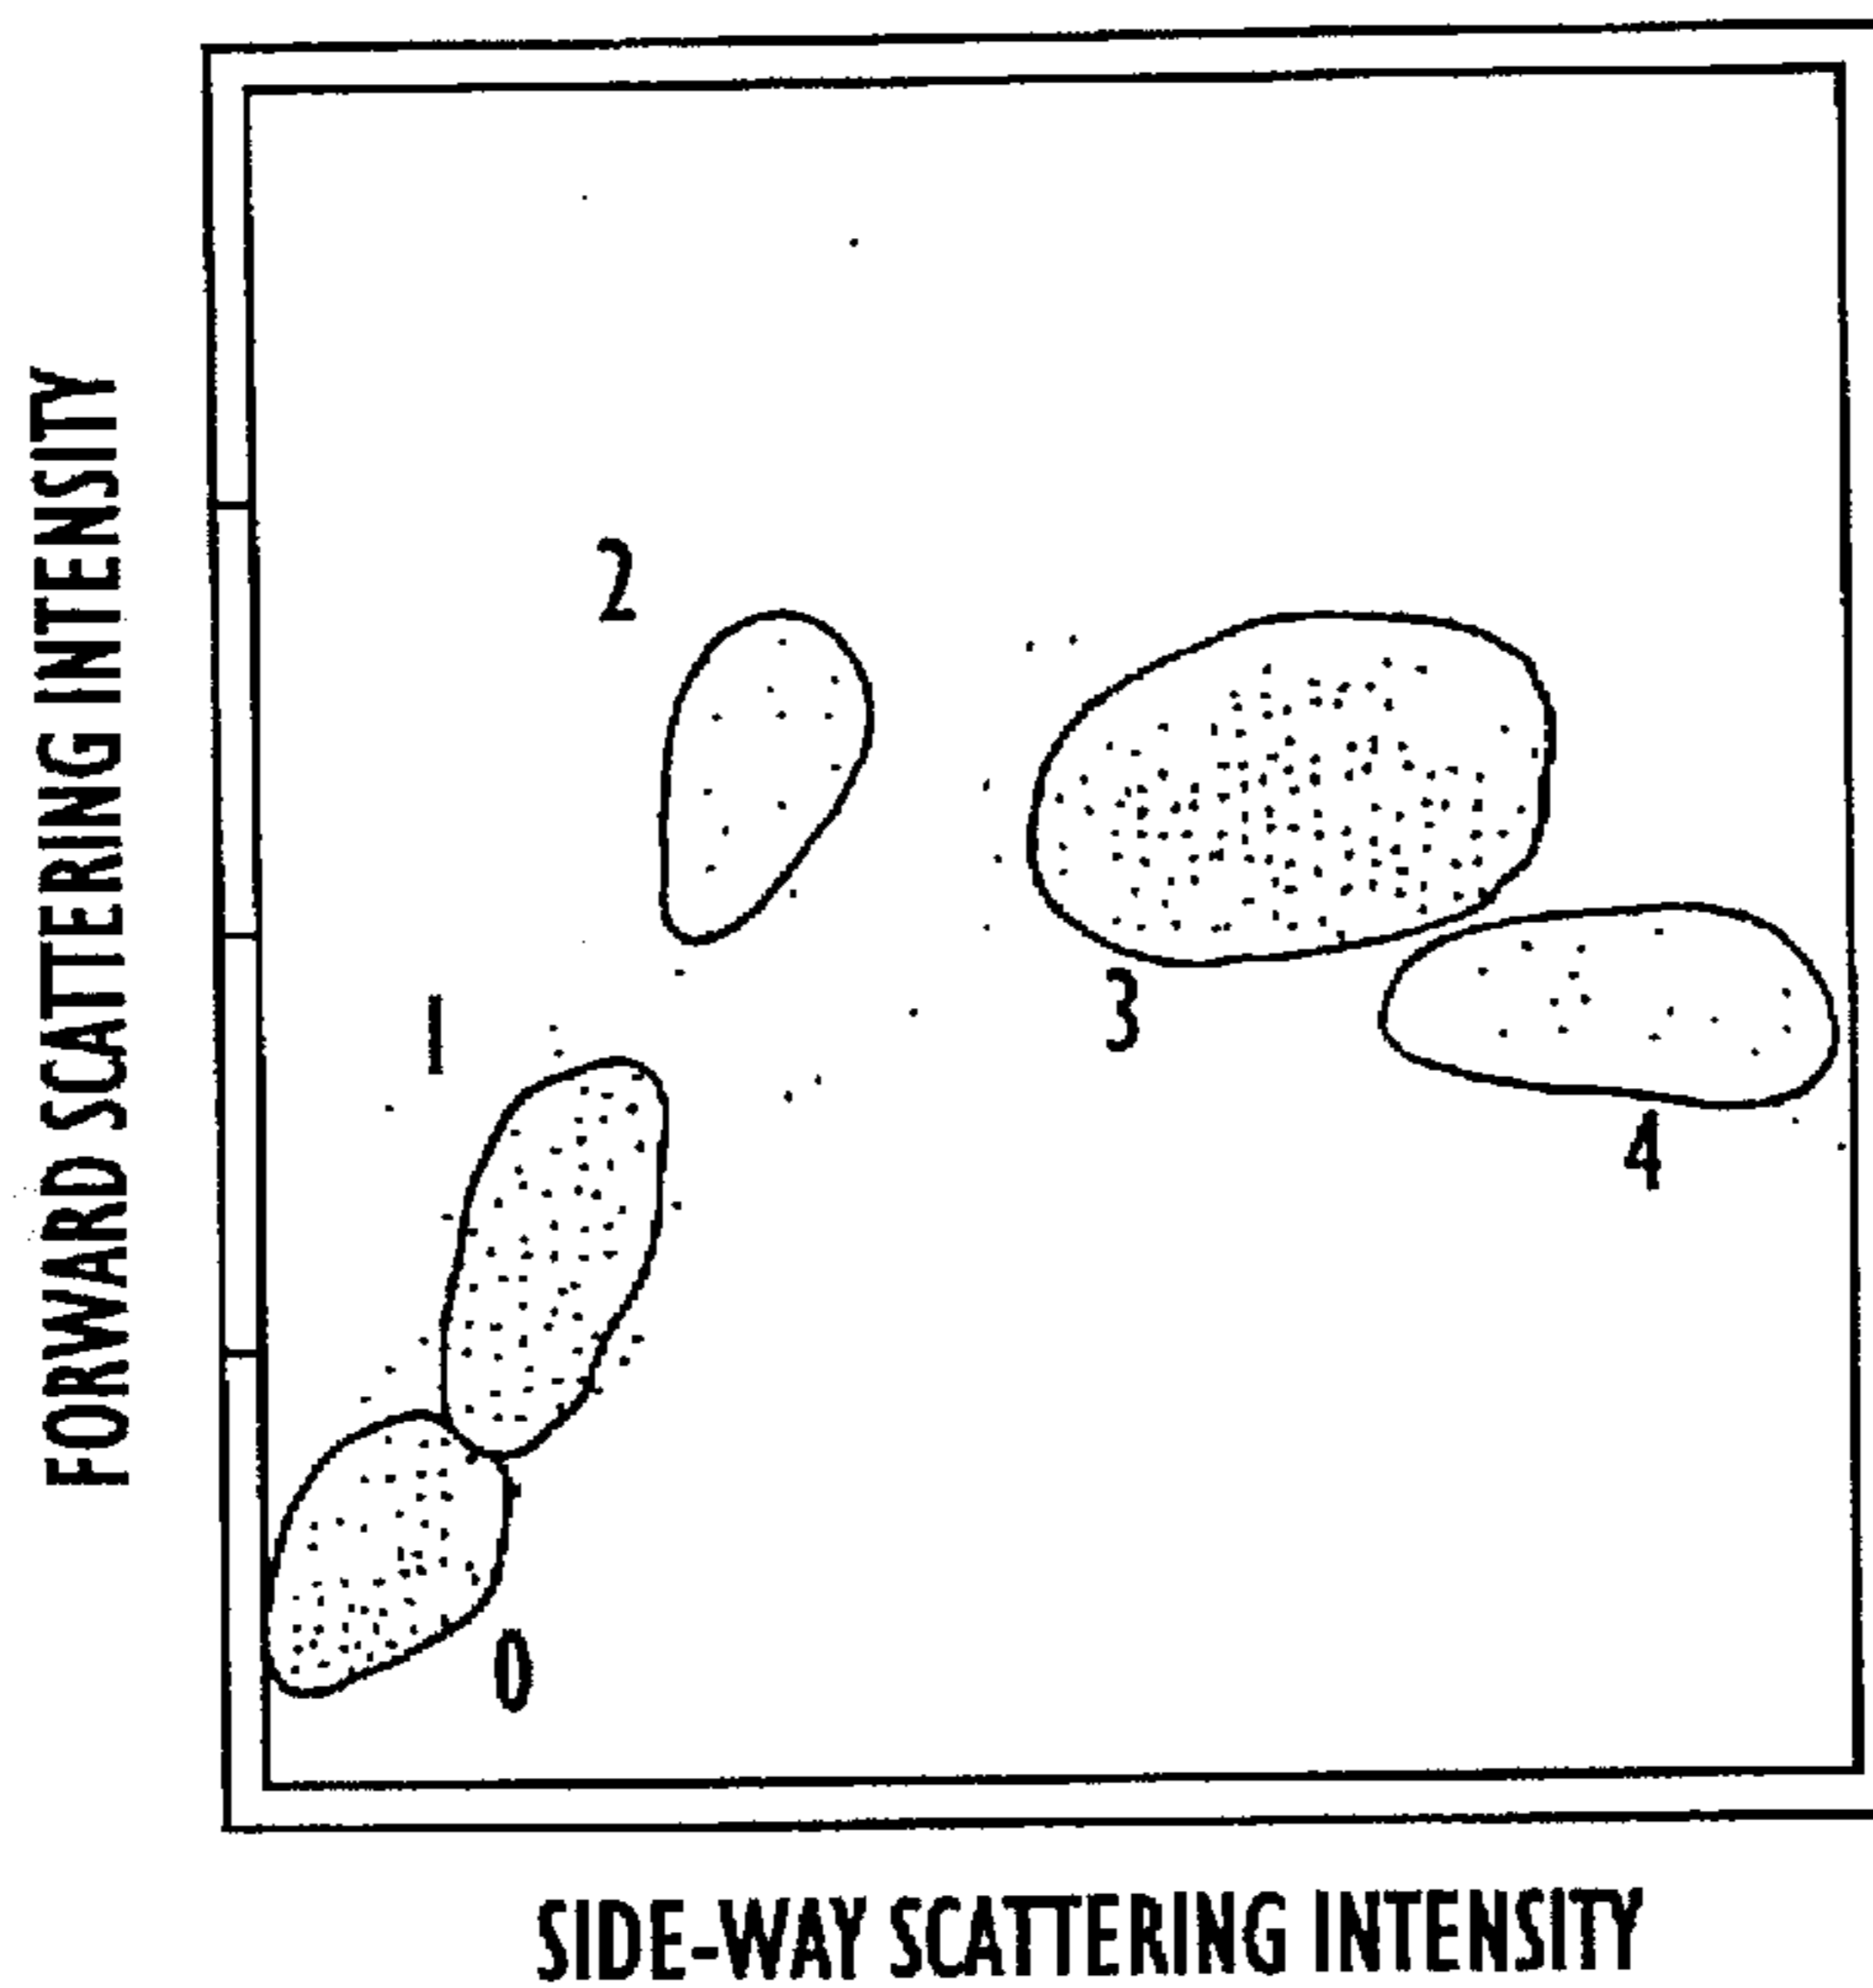 FORWARD SCATTERING INTENSITY
2
1
3
4
0
SIDE-WAY SCATTERING INTENSITY